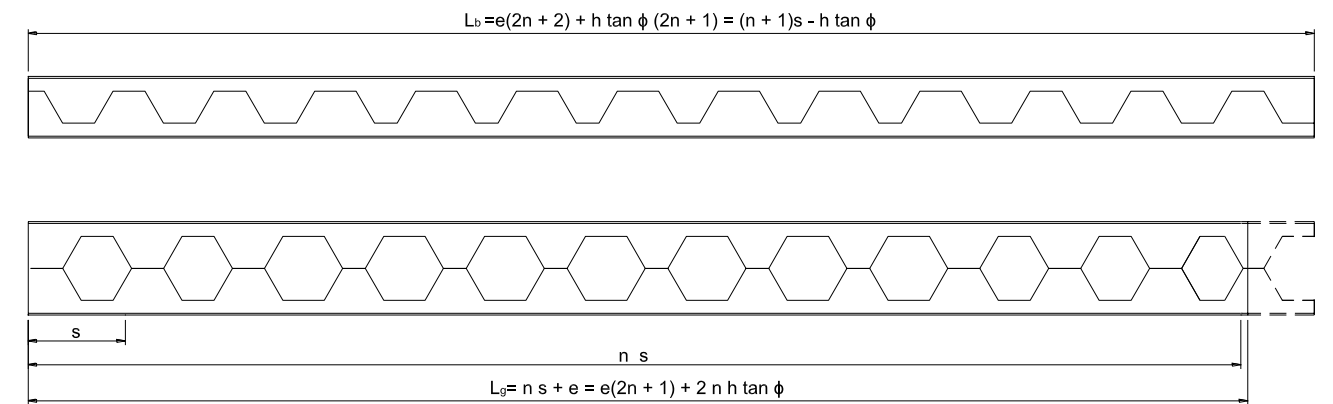 Lb =e(2n + 2) + h tan ϕ (2n + 1) = (n + 1)s - h tan ϕ
s
n s
Lg= n s + e = e(2n + 1) + 2 n h tan ϕ